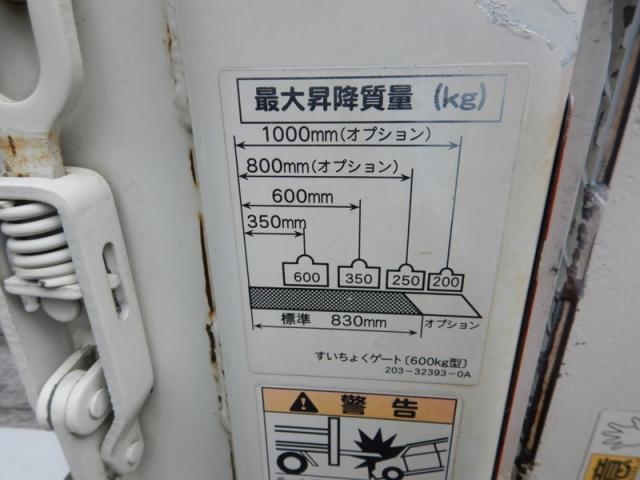 最大昇降質量 (kg)
1000mm(オプション)
800mm(オプション)
600mm
350mm
600 350 250 200
標準 830mm オプション
すいちょくゲート〔600kg型〕
203-32393-0A
警告